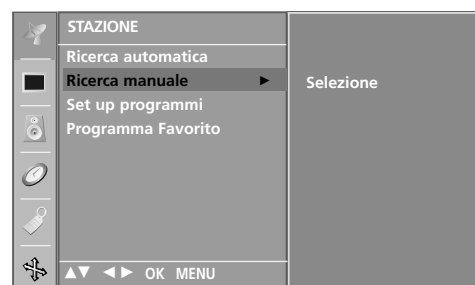 STAZIONE
Ricerca automatica
Ricerca manuale ►
Selezione
Set up programmi
Programma Favorito
▲▼ ◄► OK MENU